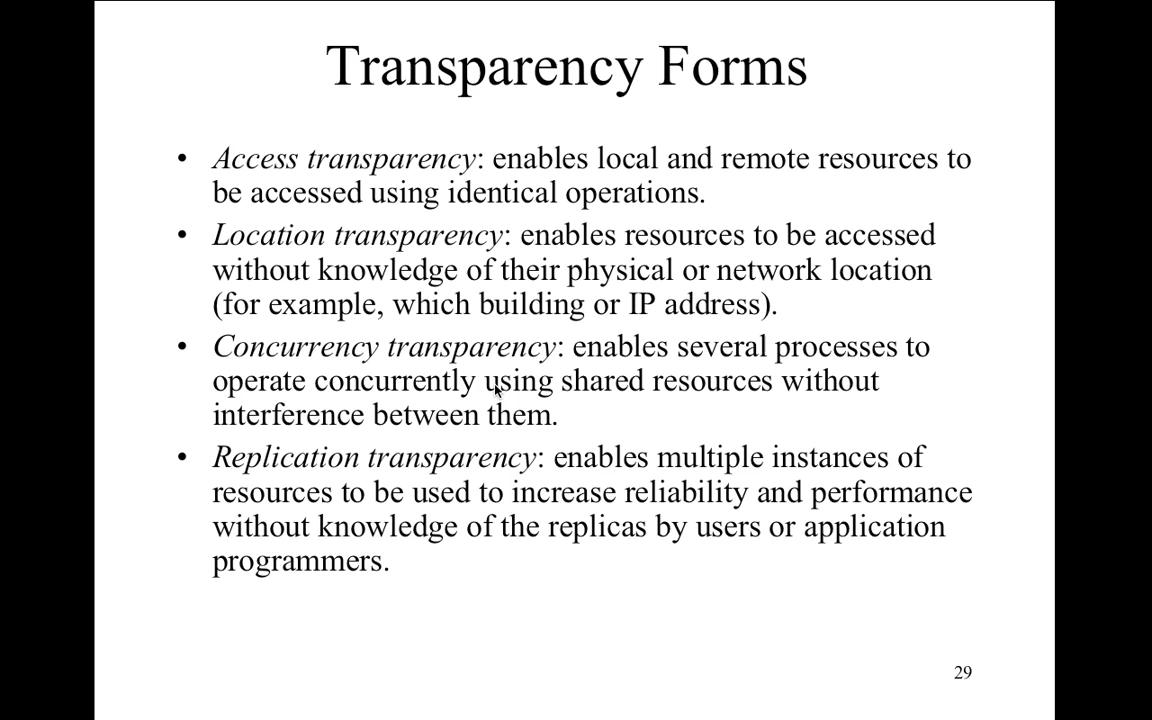 Transparency Forms
• Access transparency: enables local and remote resources to
be accessed using identical operations.
• Location transparency: enables resources to be accessed
without knowledge of their physical or network location
(for example, which building or IP address).
• Concurrency transparency: enables several processes to
operate concurrently using shared resources without
interference between them.
• Replication transparency: enables multiple instances of
resources to be used to increase reliability and performance
without knowledge of the replicas by users or application
programmers.
29